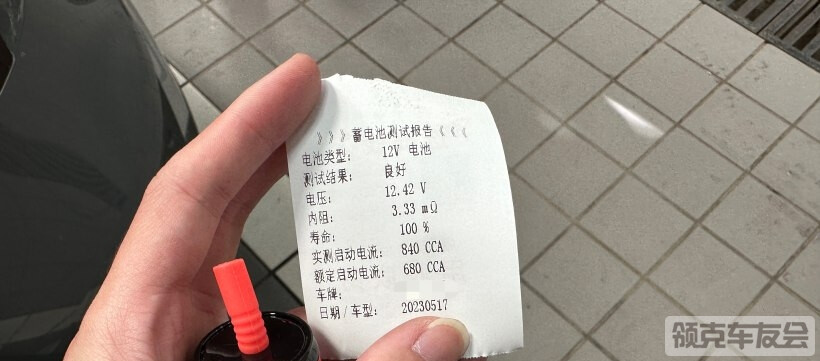 》》》蓄电池测试报告《《《
电池类型： 12V 电池
测试结果： 良好
电压： 12.42 V
内阻： 3.33 mΩ
寿命： 100 %
实测启动电流： 840 CCA
额定启动电流： 680 CCA
车牌：
日期/车型： 20230517
领克车友会